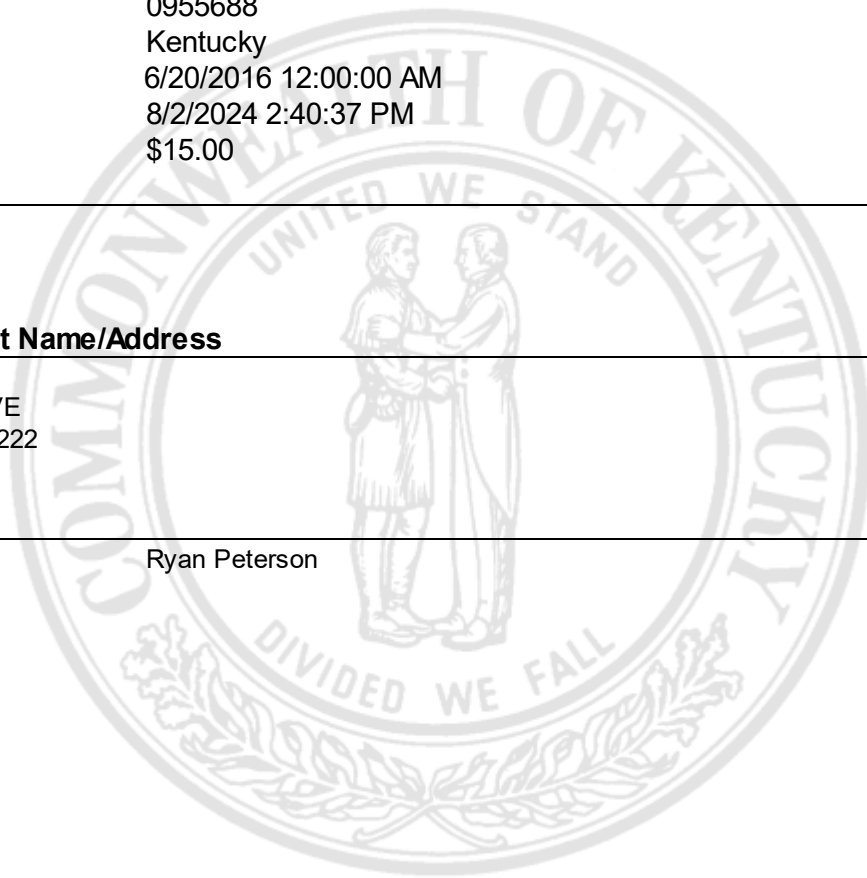 0955688
Kentucky
6/20/2016 12:00:00 AM
8/2/2024 2:40:37 PM
$15.00
COMMONWEALTH OF KENTUCKY
UNITED WE STAND
t Name/Address
VE
222
Ryan Peterson
DIVIDED WE FALL